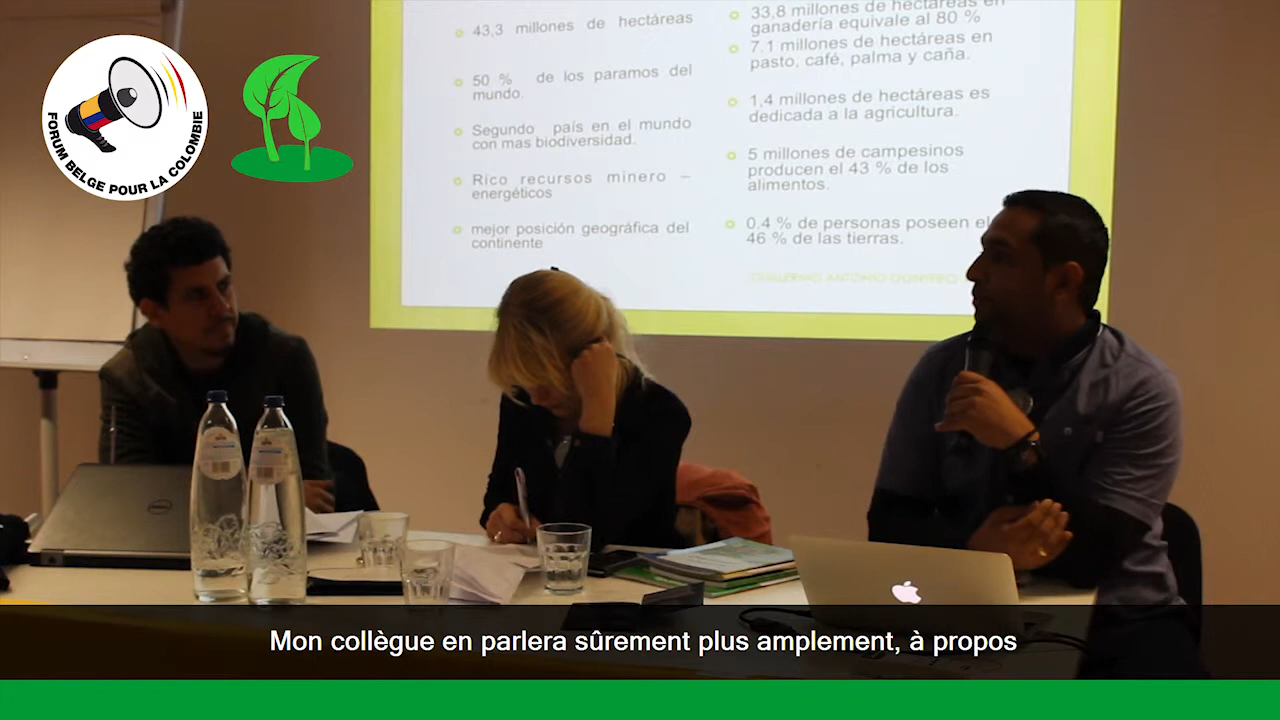 FORUM BELGE POUR LA COLOMBIE
43,3 millones de hectáreas
50 % de los paramos del
mundo.
Segundo país en el mundo
con mas biodiversidad.
Rico recursos minero –
energéticos
mejor posición geográfica del
continente
33,8 millones de hectáreas en
ganadería equivale al 80 %
7.1 millones de hectáreas en
pasto, café, palma y caña.
1,4 millones de hectáreas es
dedicada a la agricultura.
5 millones de campesinos
producen el 43 % de los
alimentos.
0,4 % de personas poseen el
46 % de las tierras.
GUILLERMO ANTONIO QUINTERO
DELL
Mon collègue en parlera sûrement plus amplement, à propos